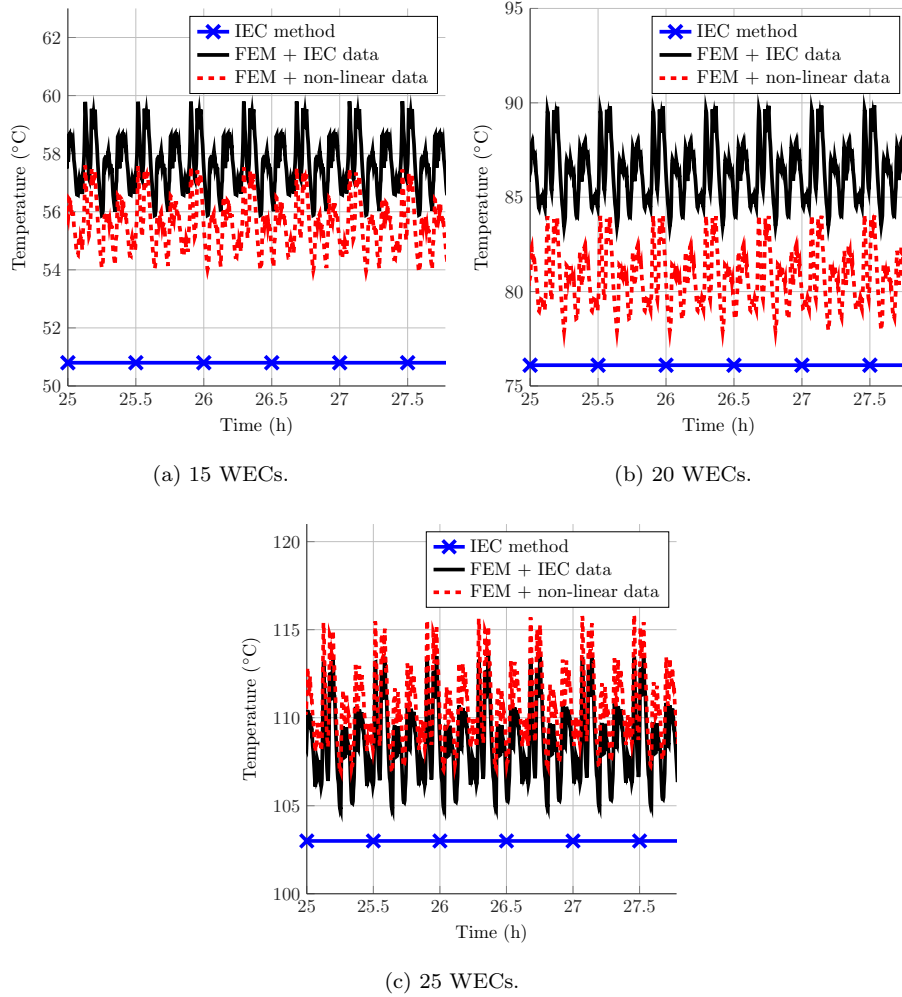 62
60
58
56
54
52
50
Temperature (°C)
IEC method
FEM + IEC data
FEM + non-linear data
25
25.5
26
26.5
27
27.5
Time (h)
(a) 15 WECs.
95
90
85
80
75
Temperature (°C)
IEC method
FEM + IEC data
FEM + non-linear data
25
25.5
26
26.5
27
27.5
Time (h)
(b) 20 WECs.
120
115
110
105
100
Temperature (°C)
IEC method
FEM + IEC data
FEM + non-linear data
25
25.5
26
26.5
27
27.5
Time (h)
(c) 25 WECs.